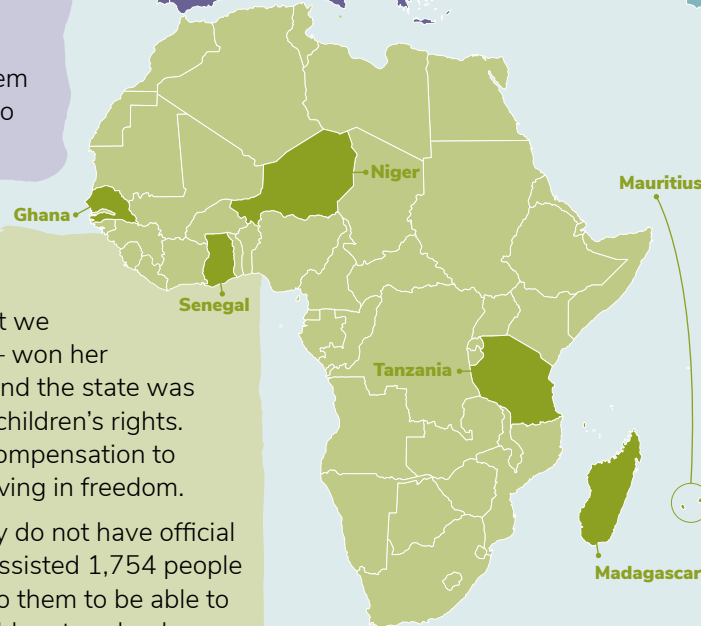 em
o
Niger
Mauritius
Ghana
Senegal
t we
– won her
nd the state was
children’s rights.
ompensation to
ving in freedom.
y do not have official
ssisted 1,754 people
o them to be able to
Tanzania
Madagascar